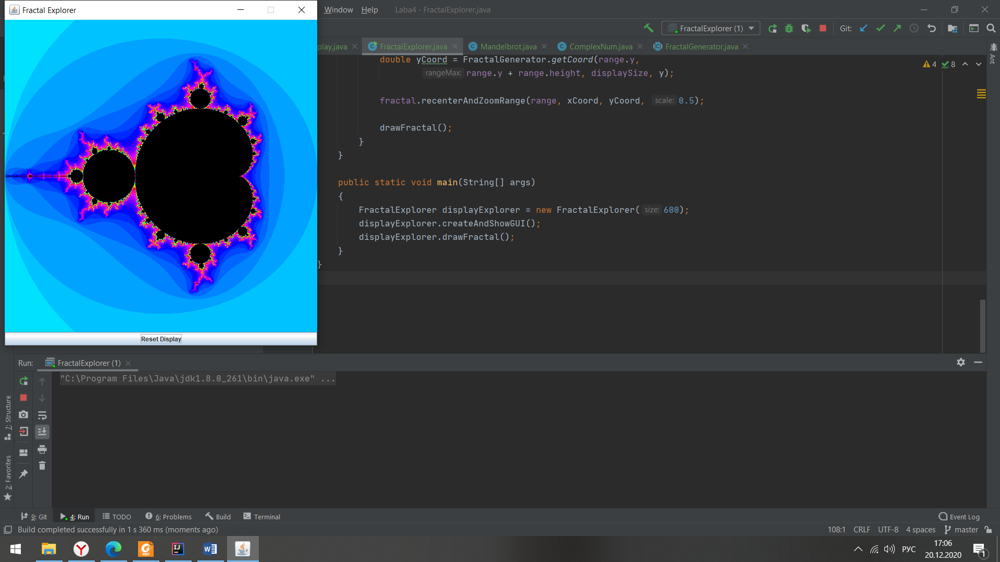 Fractal Explorer
Window Help Laba4 - FractalExplorer.java
FractalExplorer (1) Git:
play.java FractalExplorer.java Mandelbrot.java ComplexNum.java FractalGenerator.java
double yCoord = FractalGenerator.getCoord(range.y,
rangeMax: range.y + range.height, displaySize, y);
4 8
Ant
fractal.recenterAndZoomRange(range, xCoord, yCoord, scale: 0.5);
drawFractal();
}
}
public static void main(String[] args)
{
FractalExplorer displayExplorer = new FractalExplorer( size: 600);
displayExplorer.createAndShowGUI();
displayExplorer.drawFractal();
}
}
Reset Display
Run: FractalExplorer (1)
"C:\Program Files\Java\jdk1.8.0_261\bin\java.exe" ...
7: Structure
2: Favorites
9: Git 4: Run TODO 6: Problems Build Terminal Event Log
Build completed successfully in 1 s 360 ms (moments ago) 108:1 CRLF UTF-8 4 spaces master
PDF IJ W РУС 17:06
20.12.2020 1